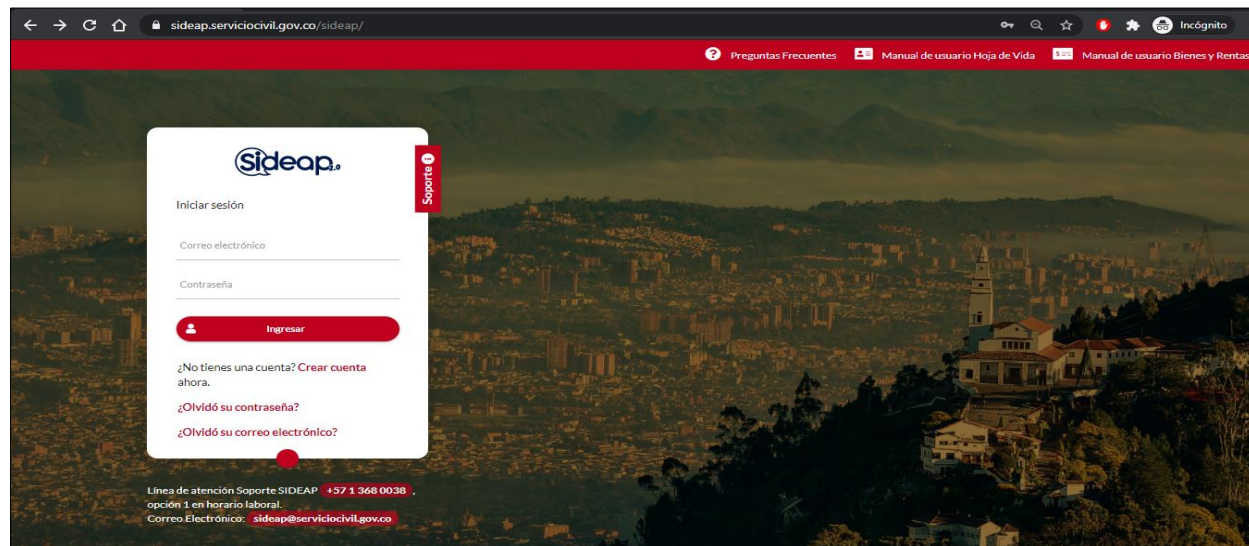 sideap.serviciocivil.gov.co/sideap/
Incógnito
Preguntas Frecuentes
Manual de usuario Hoja de Vida
Manual de usuario Bienes y Rentas
Sideap2.0
Soporte
Iniciar sesión
Correo electrónico
Contraseña
Ingresar
¿No tienes una cuenta? Crear cuenta
ahora.
¿Olvidó su contraseña?
¿Olvidó su correo electrónico?
Línea de atención Soporte SIDEAP +57 1 368 0038 ,
opción 1 en horario laboral.
Correo Electrónico: sideap@serviciocivil.gov.co